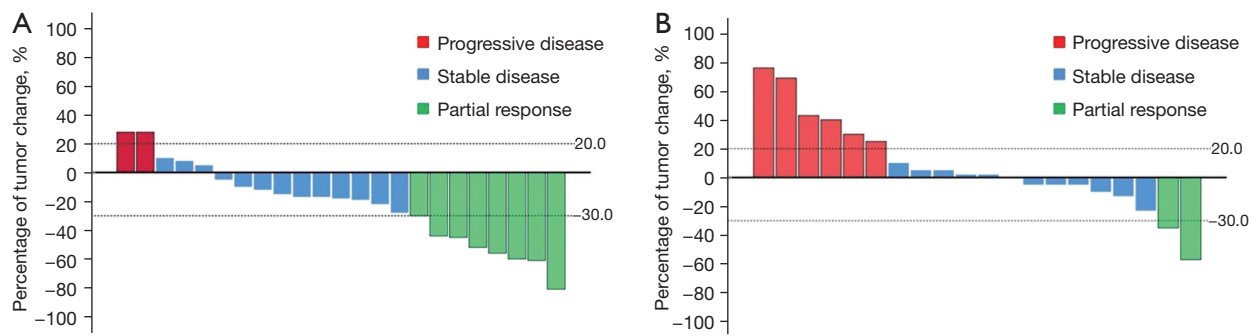 A
Percentage of tumor change, %
100
80
60
40
20
0
−20
−40
−60
−80
−100
Progressive disease
Stable disease
Partial response
20.0
−30.0
B
Percentage of tumor change, %
100
80
60
40
20
0
−20
−40
−60
−80
−100
Progressive disease
Stable disease
Partial response
20.0
−30.0